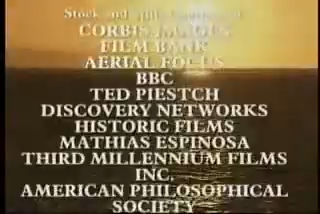 Stock and
CORBIS IMAGES
FILM BANK
AERIAL FOCUS
BBC
TED PIESTCH
DISCOVERY NETWORKS
HISTORIC FILMS
MATHIAS ESPINOSA
THIRD MILLENNIUM FILMS
INC.
AMERICAN PHILOSOPHICAL
SOCIETY